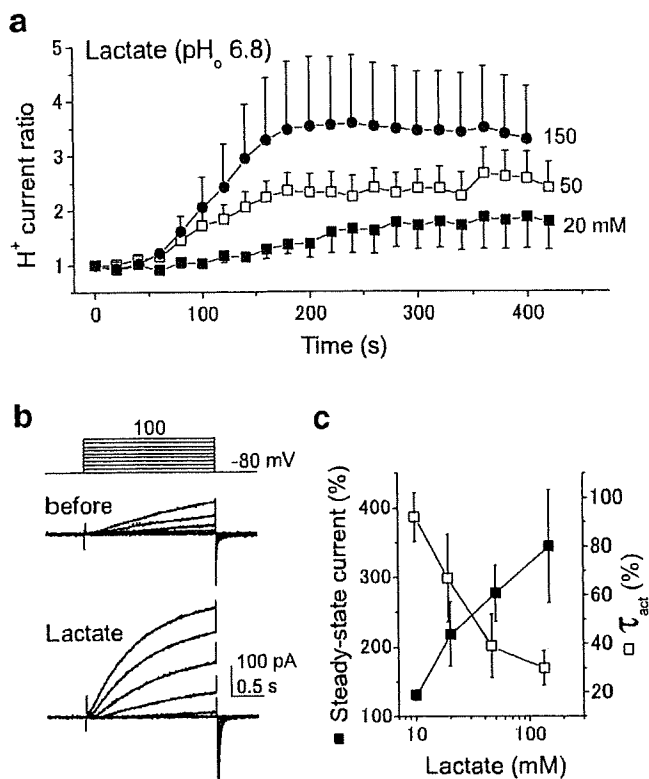 a
Lactate (pHo 6.8)
H+ current ratio
5
4
3
2
1
150
50
20 mM
0
100
200
300
400
Time (s)
b
100
-80 mV
before
Lactate
100 pA
0.5 s
c
■ Steady-state current (%)
400
300
200
100
100
80
60
40
20
□ τact (%)
10
100
Lactate (mM)